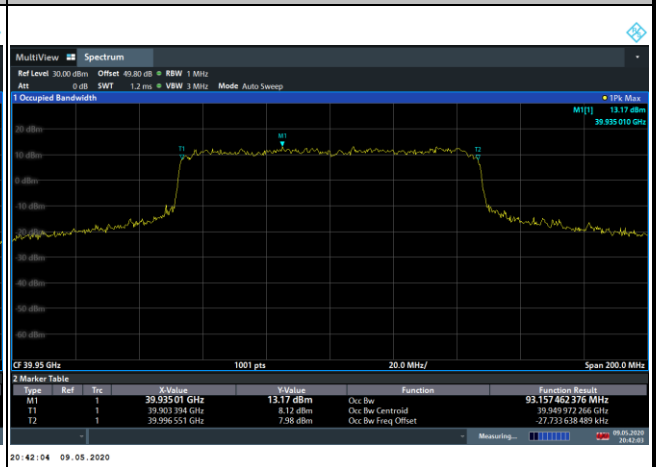 MultiView Spectrum
Ref Level 30.00 dBm Offset 49.80 dB RBW 1 MHz
Att 0 dB SWT 1.2 ms VBW 3 MHz Mode Auto Sweep
1 Occupied Bandwidth 1Pk Max
M1[1] 13.17 dBm
39.935 010 GHz
M1
T1
T2
20 dBm
10 dBm
0 dBm
-10 dBm
-20 dBm
-30 dBm
-40 dBm
-50 dBm
-60 dBm
CF 39.95 GHz 1001 pts 20.0 MHz/ Span 200.0 MHz
2 Marker Table
Type Ref Trc X-Value Y-Value Function Function Result
M1 1 39.93501 GHz 13.17 dBm Occ Bw 93.157 462 376 MHz
T1 1 39.903 394 GHz 8.12 dBm Occ Bw Centroid 39.949 972 266 GHz
T2 1 39.996 551 GHz 7.98 dBm Occ Bw Freq Offset -27.733 638 489 kHz
Measuring... 09.05.2020
20:42:03
20:42:04 09.05.2020